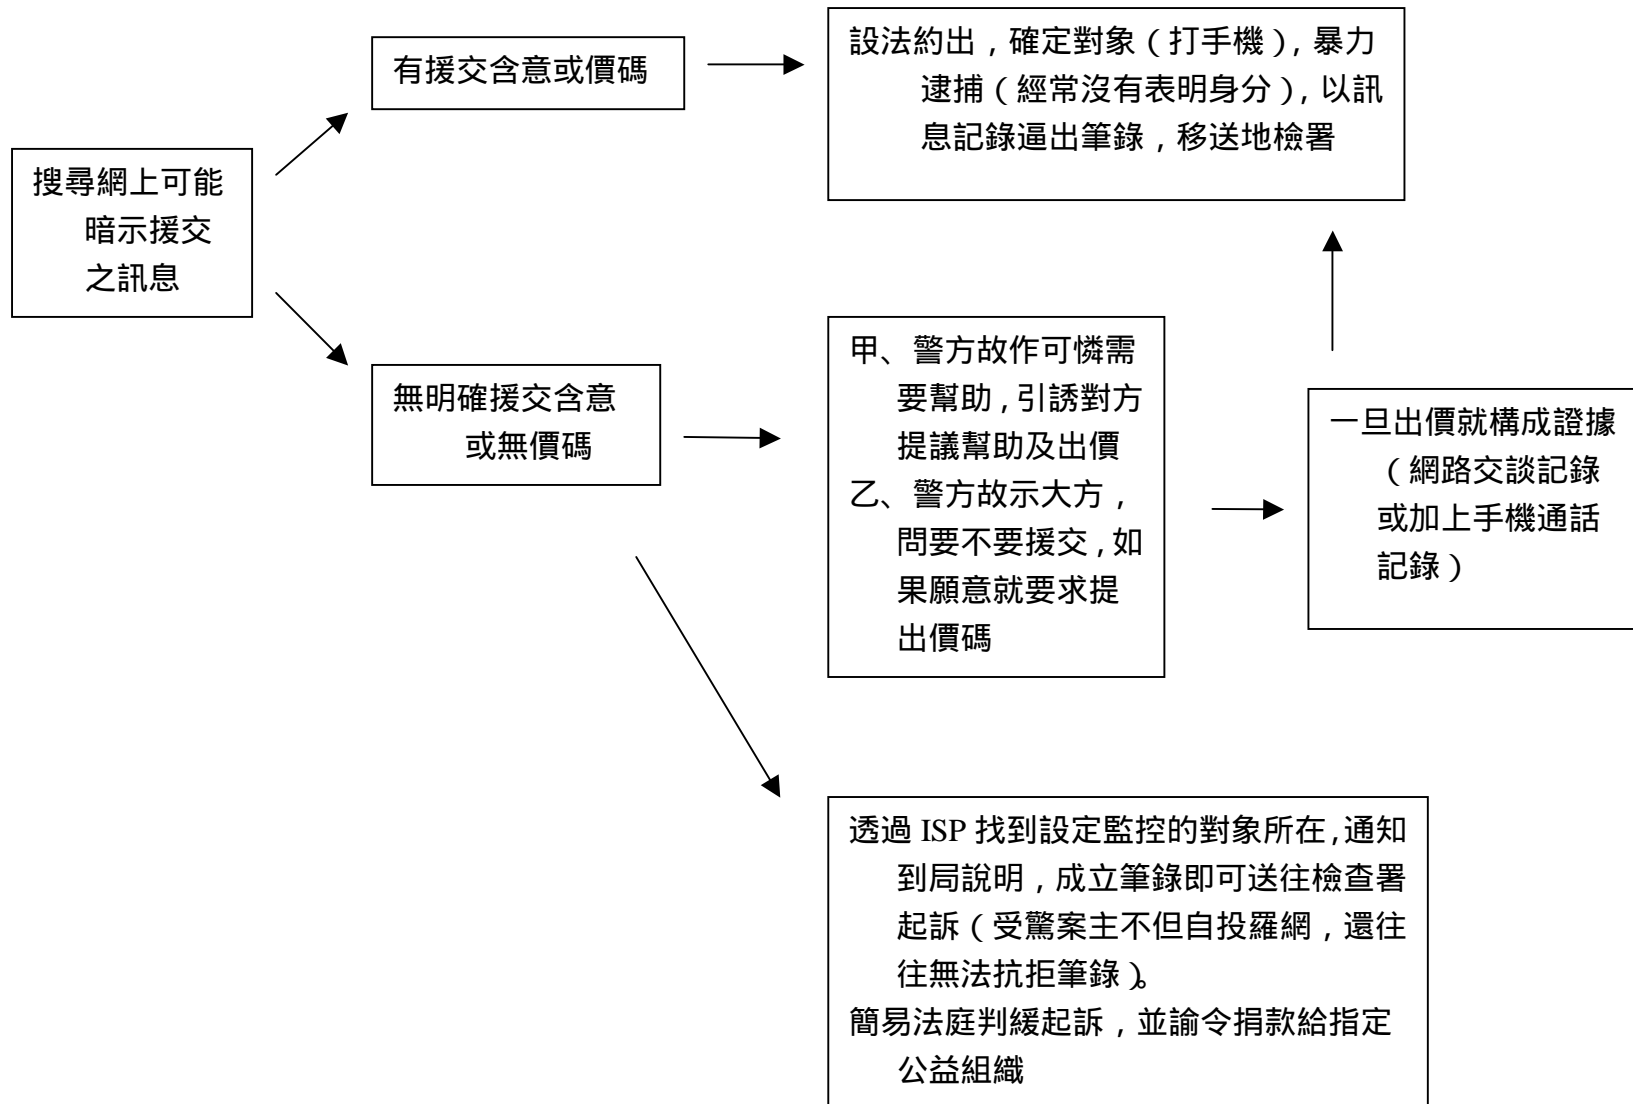 有援交含意或價碼
設法約出，確定對象（打手機），暴力
逮捕（經常沒有表明身分），以訊
息記錄逼出筆錄，移送地檢署
搜尋網上可能
暗示援交
之訊息
無明確援交含意
或無價碼
甲、警方故作可憐需
要幫助，引誘對方
提議幫助及出價
乙、警方故示大方，
問要不要援交，如
果願意就要求提
出價碼
一旦出價就構成證據
（網路交談記錄
或加上手機通話
記錄）
透過 ISP 找到設定監控的對象所在，通知
到局說明，成立筆錄即可送往檢查署
起訴（受驚案主不但自投羅網，還往
往無法抗拒筆錄）。
簡易法庭判緩起訴，並諭令捐款給指定
公益組織